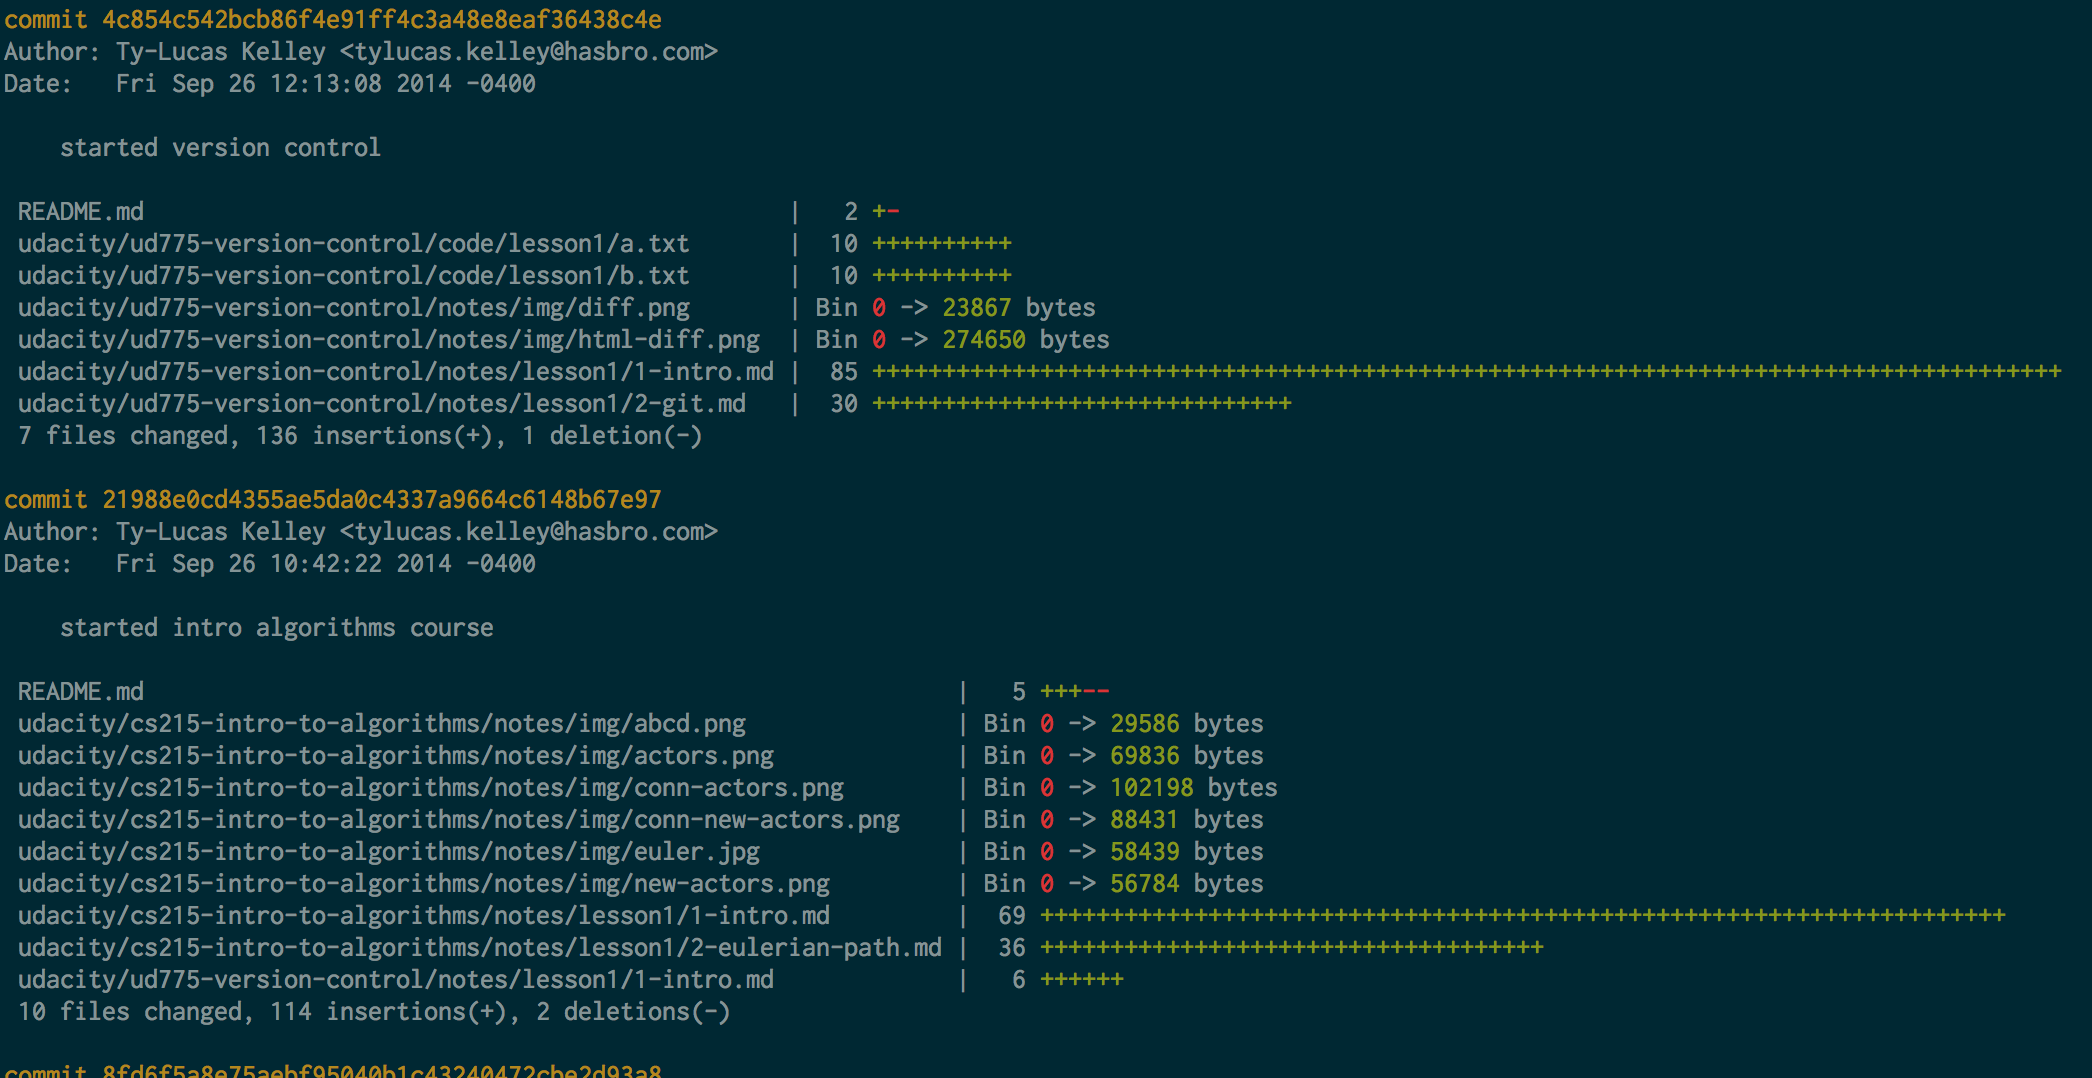 commit 4c854c542bcb86f4e91ff4c3a48e8eaf36438c4e
Author: Ty-Lucas Kelley <tylucas.kelley@hasbro.com>
Date:   Fri Sep 26 12:13:08 2014 -0400
started version control
README.md | 2 +-
udacity/ud775-version-control/code/lesson1/a.txt | 10 ++++++++++
udacity/ud775-version-control/code/lesson1/b.txt | 10 ++++++++++
udacity/ud775-version-control/notes/img/diff.png | Bin 0 -> 23867 bytes
udacity/ud775-version-control/notes/img/html-diff.png | Bin 0 -> 274650 bytes
udacity/ud775-version-control/notes/lesson1/1-intro.md | 85 +++++++++++++++++++++++++++++++++++++++++++++++++++++++++++++++++++++++++++++++++++++
udacity/ud775-version-control/notes/lesson1/2-git.md | 30 ++++++++++++++++++++++++++++++
7 files changed, 136 insertions(+), 1 deletion(-)
commit 21988e0cd4355ae5da0c4337a9664c6148b67e97
Author: Ty-Lucas Kelley <tylucas.kelley@hasbro.com>
Date:   Fri Sep 26 10:42:22 2014 -0400
started intro algorithms course
README.md | 5 +++--
udacity/cs215-intro-to-algorithms/notes/img/abcd.png | Bin 0 -> 29586 bytes
udacity/cs215-intro-to-algorithms/notes/img/actors.png | Bin 0 -> 69836 bytes
udacity/cs215-intro-to-algorithms/notes/img/conn-actors.png | Bin 0 -> 102198 bytes
udacity/cs215-intro-to-algorithms/notes/img/conn-new-actors.png | Bin 0 -> 88431 bytes
udacity/cs215-intro-to-algorithms/notes/img/euler.jpg | Bin 0 -> 58439 bytes
udacity/cs215-intro-to-algorithms/notes/img/new-actors.png | Bin 0 -> 56784 bytes
udacity/cs215-intro-to-algorithms/notes/lesson1/1-intro.md | 69 +++++++++++++++++++++++++++++++++++++++++++++++++++++++++++++++++++++
udacity/cs215-intro-to-algorithms/notes/lesson1/2-eulerian-path.md | 36 ++++++++++++++++++++++++++++++++++++
udacity/ud775-version-control/notes/lesson1/1-intro.md | 6 ++++++
10 files changed, 114 insertions(+), 2 deletions(-)
commit 8fd6f5a8e75aebf95040b1c43240472cbe2d93a8